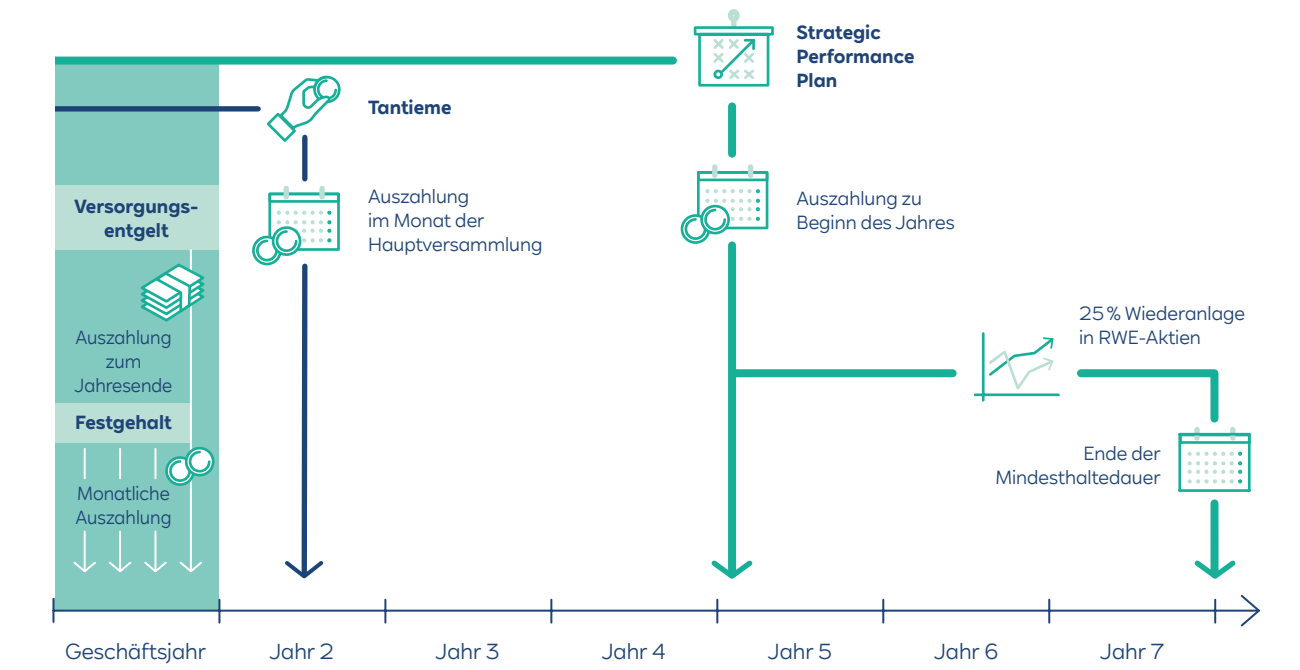 Strategic
Performance
Plan
Tantieme
Versorgungs-
entgelt
Auszahlung
im Monat der
Hauptversammlung
Auszahlung zu
Beginn des Jahres
Auszahlung
zum
Jahresende
25 % Wiederanlage
in RWE-Aktien
Festgehalt
Monatliche
Auszahlung
Ende der
Mindesthaltedauer
Geschäftsjahr
Jahr 2
Jahr 3
Jahr 4
Jahr 5
Jahr 6
Jahr 7